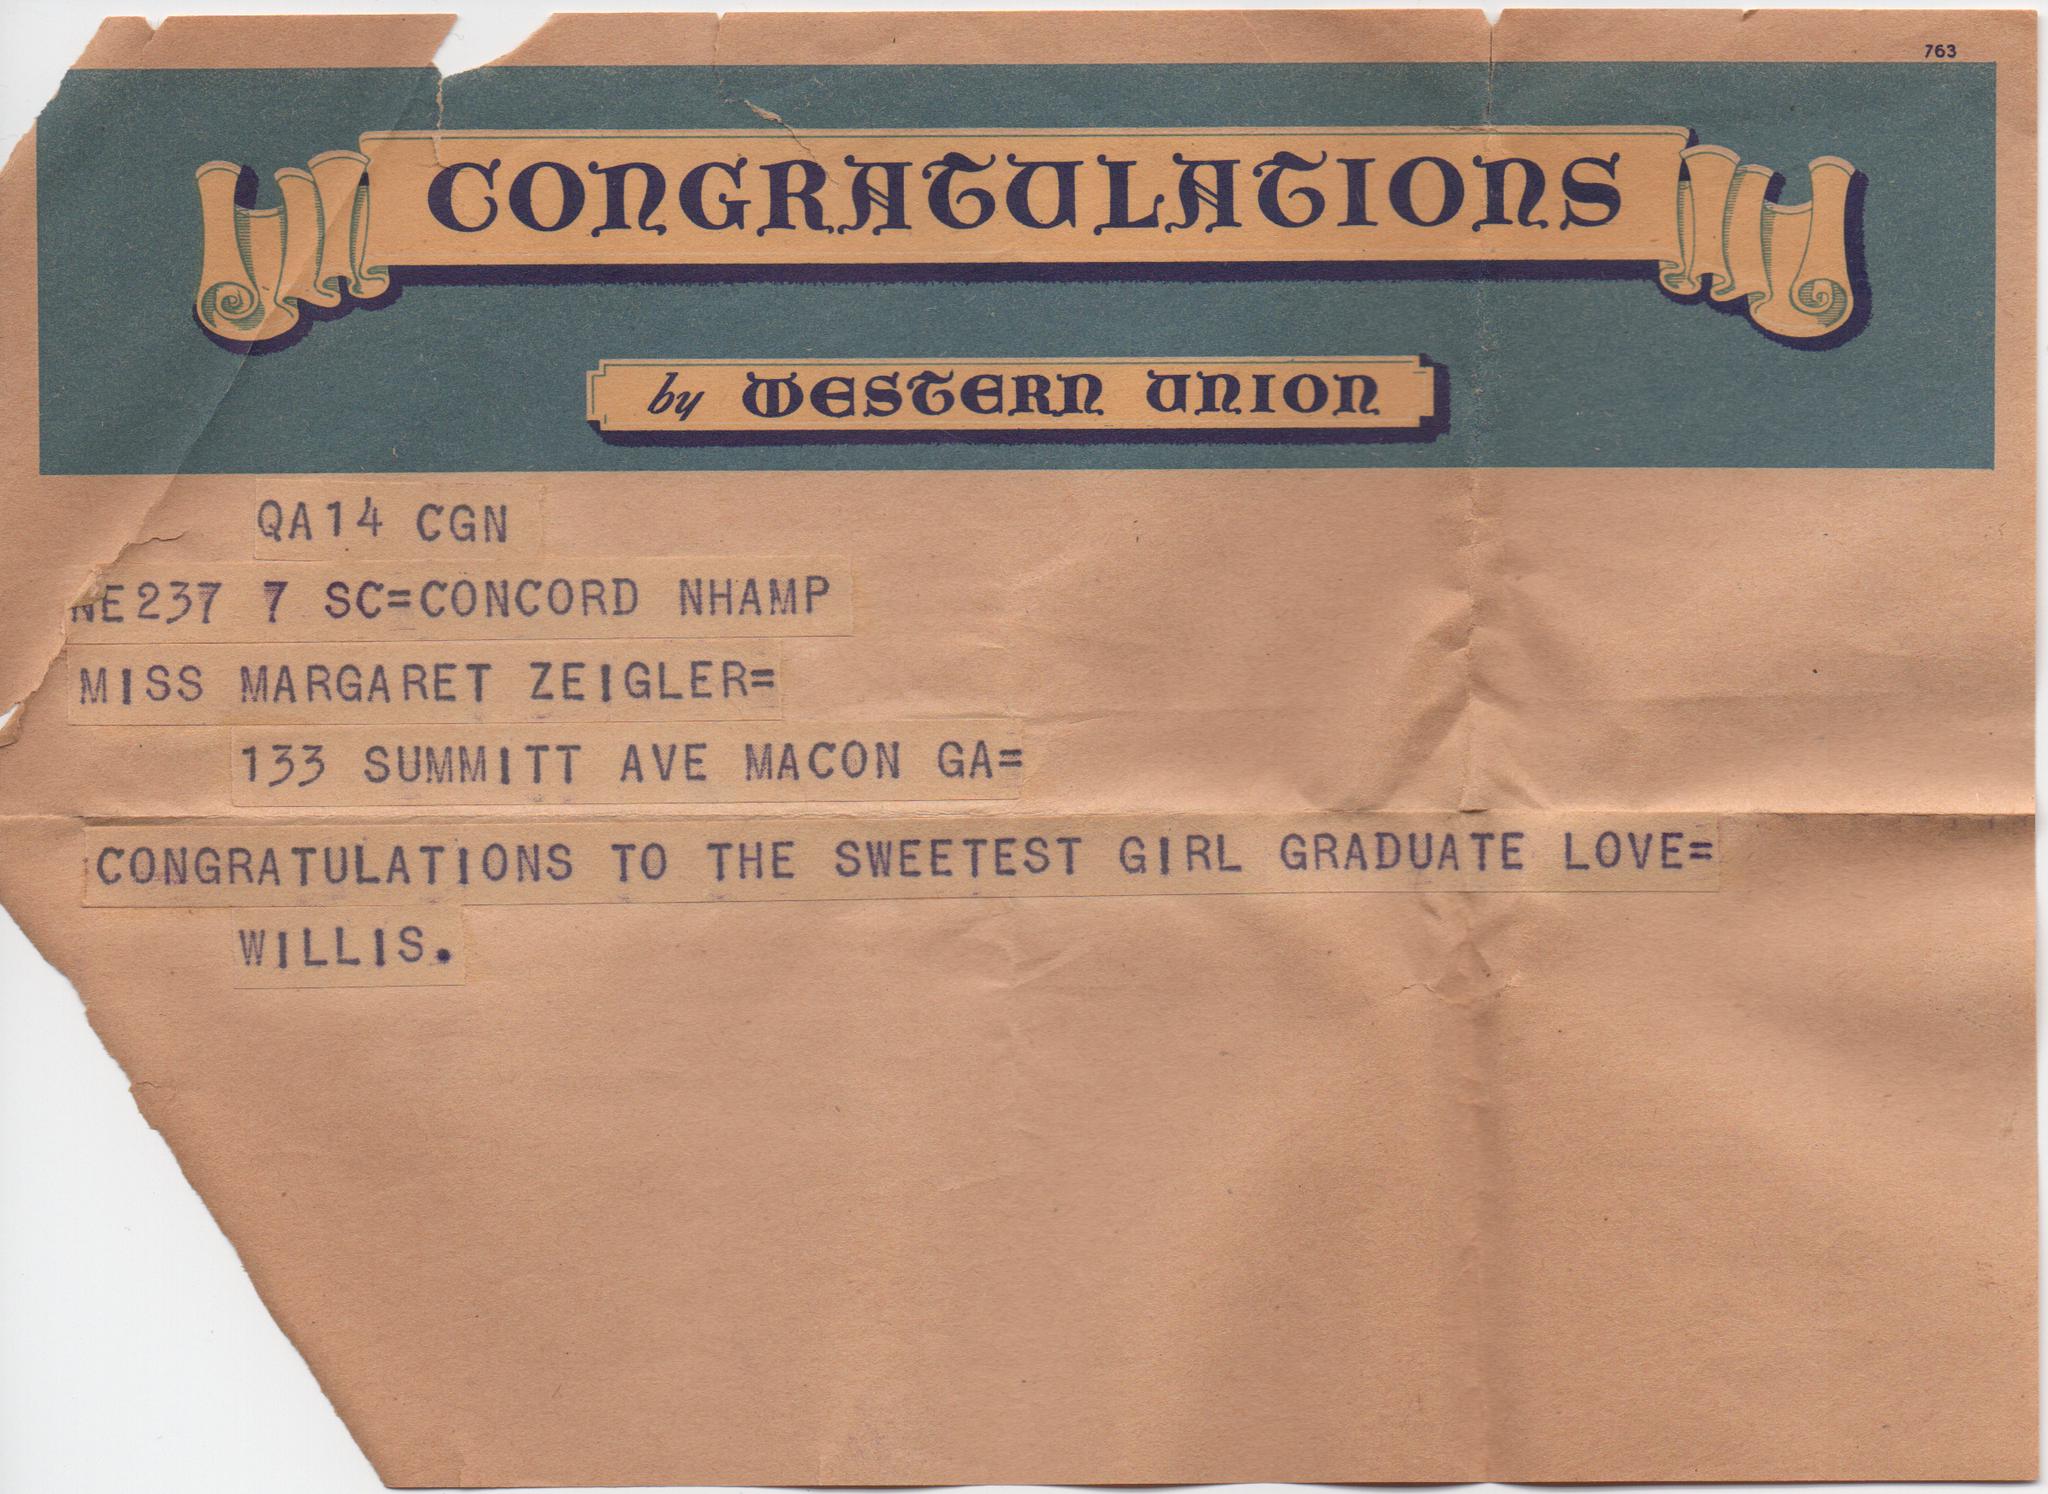 763
CONGRATULATIONS
by WESTERN UNION
QA14 CGN
NE237 7 SC=CONCORD NHAMP
MISS MARGARET ZEIGLER=
133 SUMMITT AVE MACON GA=
CONGRATULATIONS TO THE SWEETEST GIRL GRADUATE LOVE=
WILLIS.